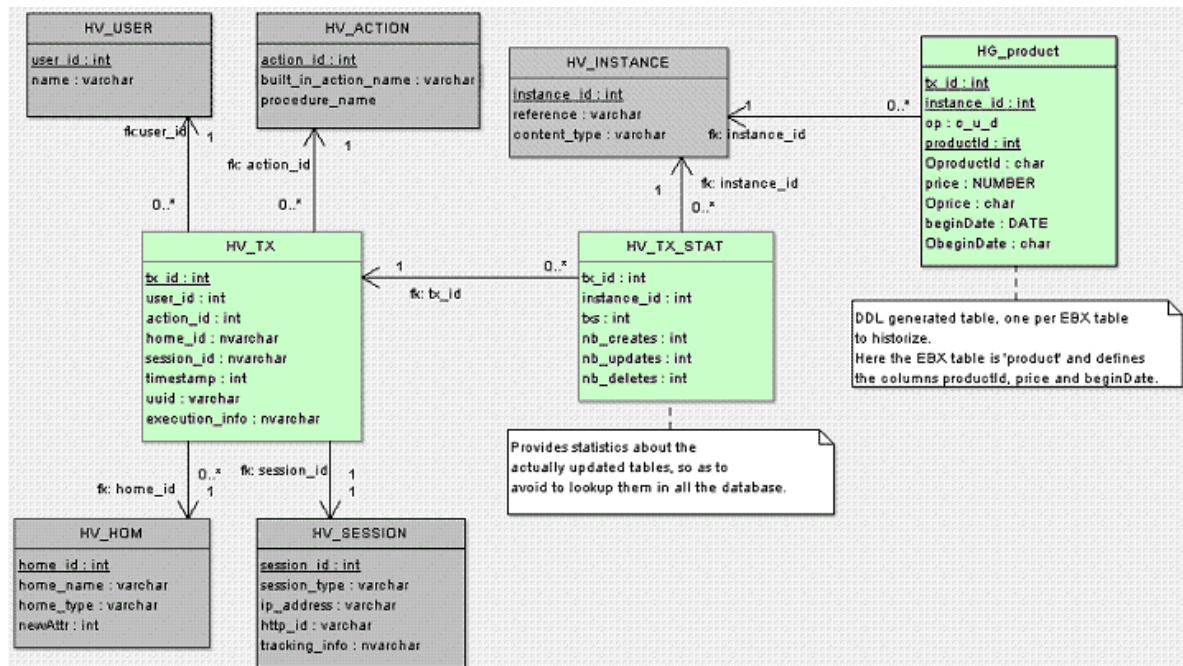 HV_USER
user_id : int
name : varchar
HV_ACTION
action_id : int
built_in_action_name : varchar
procedure_name
HV_INSTANCE
instance_id : int
reference : varchar
content_type : varchar
HG_product
tx_id : int
instance_id : int
op : c_u_d
productId : int
OproductId : char
price : NUMBER
Oprice : char
beginDate : DATE
ObeginDate : char
1
0..*
fk: instance_id
fk:user_id
1
1
fk: action_id
0..*
0..*
1
fk: instance_id
0..*
HV_TX
tx_id : int
user_id : int
action_id : int
home_id : nvarchar
session_id : nvarchar
timestamp : int
uuid : varchar
execution_info : nvarchar
1
0..*
fk: tx_id
HV_TX_STAT
tx_id : int
instance_id : int
txs : int
nb_creates : int
nb_updates : int
nb_deletes : int
DDL generated table, one per EBX table
to historize.
Here the EBX table is 'product' and defines
the columns productId, price and beginDate.
Provides statistics about the
actually updated tables, so as to
avoid to lookup them in all the database.
0..*
fk: session_id
1
fk: home_id
1
1
HV_HOM
home_id : int
home_name : varchar
home_type : varchar
newAttr : int
HV_SESSION
session_id : int
session_type : varchar
ip_address : varchar
http_id : varchar
tracking_info : nvarchar